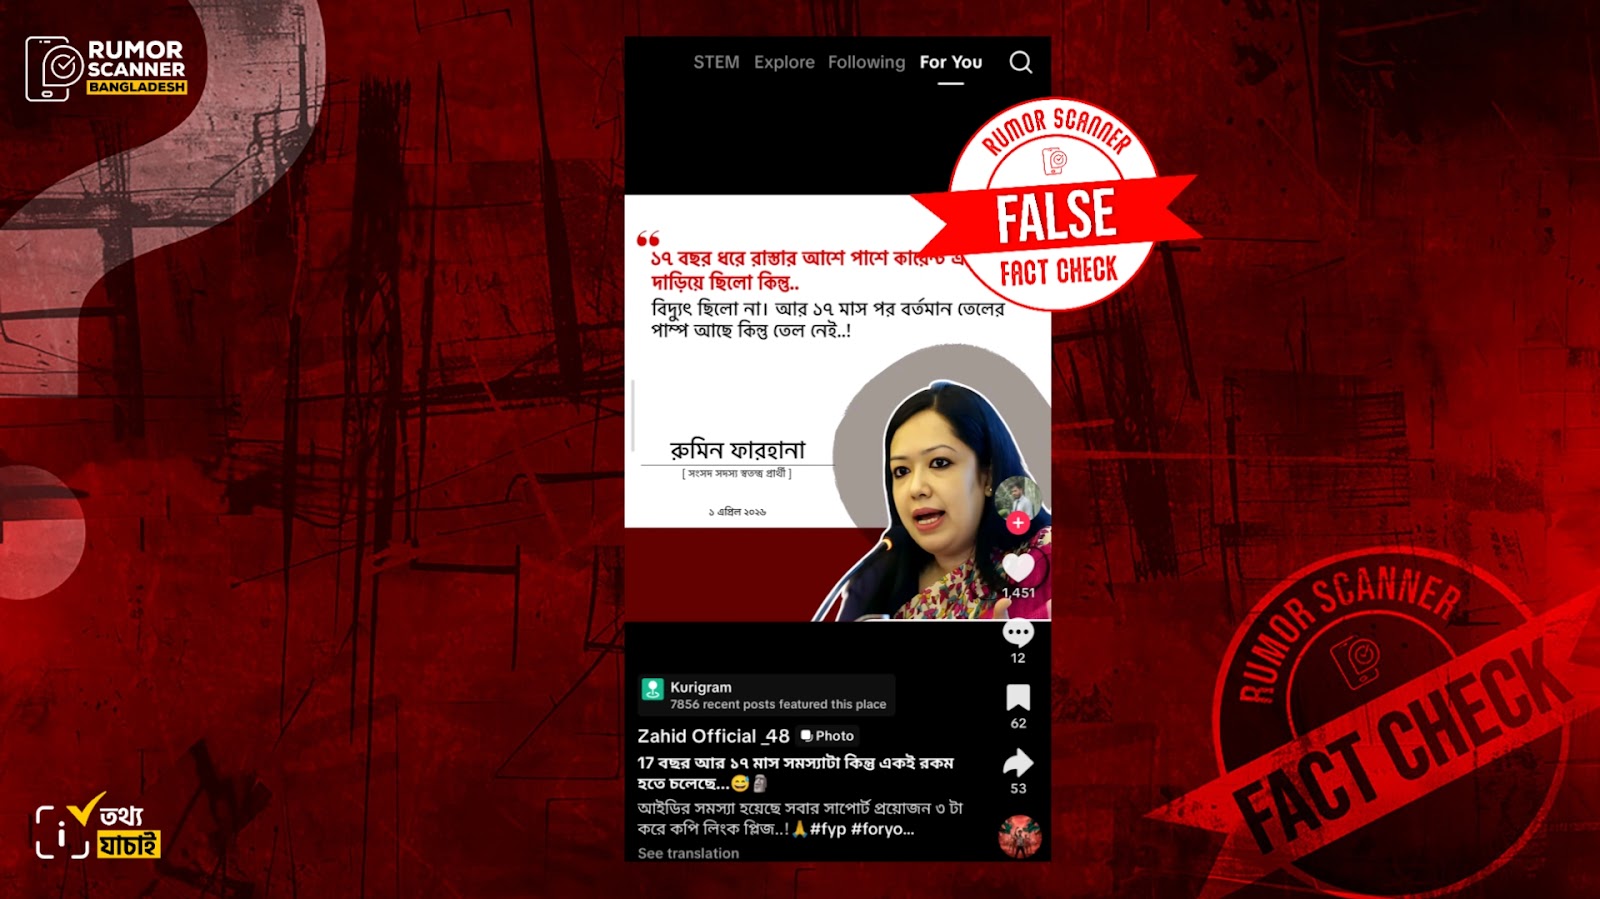 RUMOR
SCANNER
BANGLADESH
STEM Explore Following For You
RUMOR SCANNER
FALSE
FACT CHECK
১৭ বছর ধরে রাস্তার আশে পাশে কারেন্ট
দাড়িয়ে ছিলো কিন্তু..
বিদ্যুৎ ছিলো না। আর ১৭ মাস পর বর্তমান তেলের
পাম্প আছে কিন্তু তেল নেই..!
রুমিন ফারহানা
[ সংসদ সদস্য স্বতন্ত্র প্রার্থী ]
১ এপ্রিল ২০২৬
1,451
12
62
53
Kurigram
7856 recent posts featured this place
Zahid Official _48 Photo
17 বছর আর ১৭ মাস সমস্যাটা কিন্তু একই রকম
হতে চলেছে...😅🗿
আইডির সমস্যা হয়েছে সবার সাপোর্ট প্রয়োজন ৩ টা
করে কপি লিংক প্লিজ..!🙏#fyp #foryo...
See translation
RUMOR SCANNER
FACT CHECK
তথ্য
যাচাই